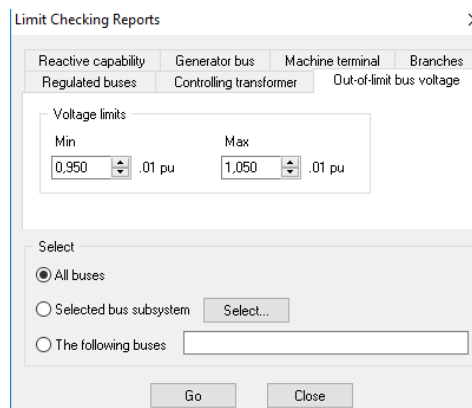 Limit Checking Reports
Reactive capability Generator bus Machine terminal Branches
Regulated buses Controlling transformer Out-of-limit bus voltage
Voltage limits
Min Max
0,950 .01 pu 1,050 .01 pu
Select
All buses
Selected bus subsystem Select...
The following buses
Go Close